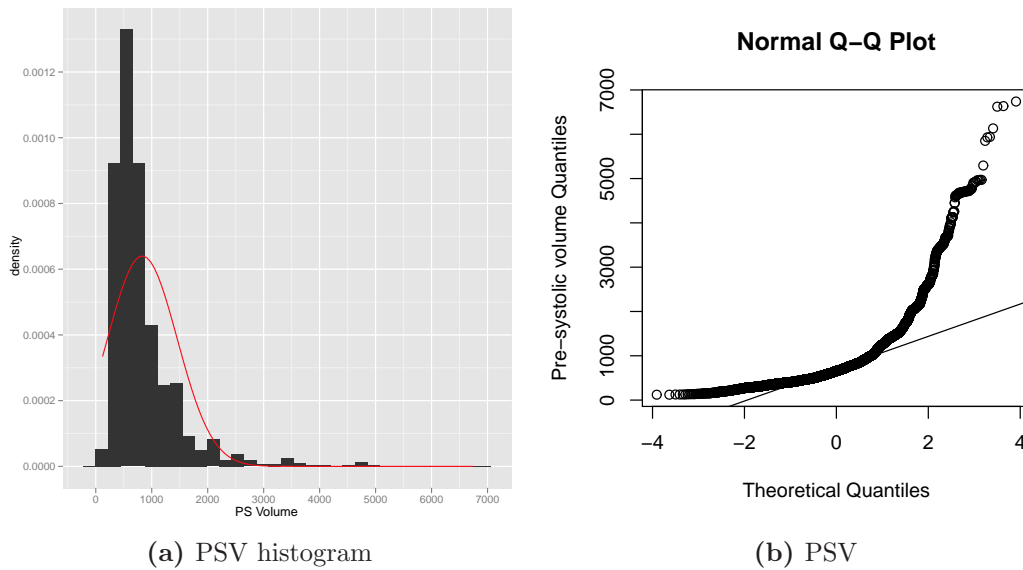 density
0.0012
0.0010
0.0008
0.0006
0.0004
0.0002
0.0000
0 1000 2000 3000 4000 5000 6000 7000
PS Volume
(a) PSV histogram
Normal Q−Q Plot
Pre−systolic volume Quantiles
7000
5000
3000
1000
0
−4 −2 0 2 4
Theoretical Quantiles
(b) PSV